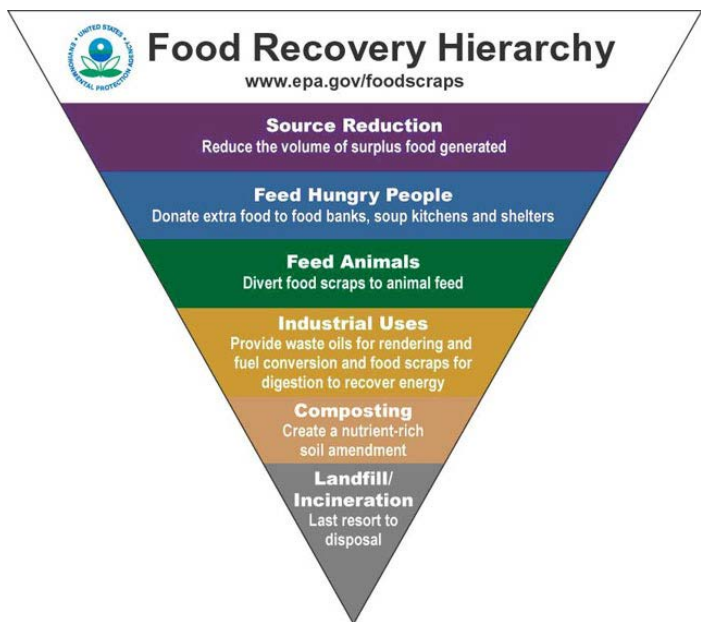 UNITED STATES
ENVIRONMENTAL PROTECTION AGENCY
Food Recovery Hierarchy
www.epa.gov/foodscraps
Source Reduction
Reduce the volume of surplus food generated
Feed Hungry People
Donate extra food to food banks, soup kitchens and shelters
Feed Animals
Divert food scraps to animal feed
Industrial Uses
Provide waste oils for rendering and
fuel conversion and food scraps for
digestion to recover energy
Composting
Create a nutrient-rich
soil amendment
Landfill/
Incineration
Last resort to
disposal